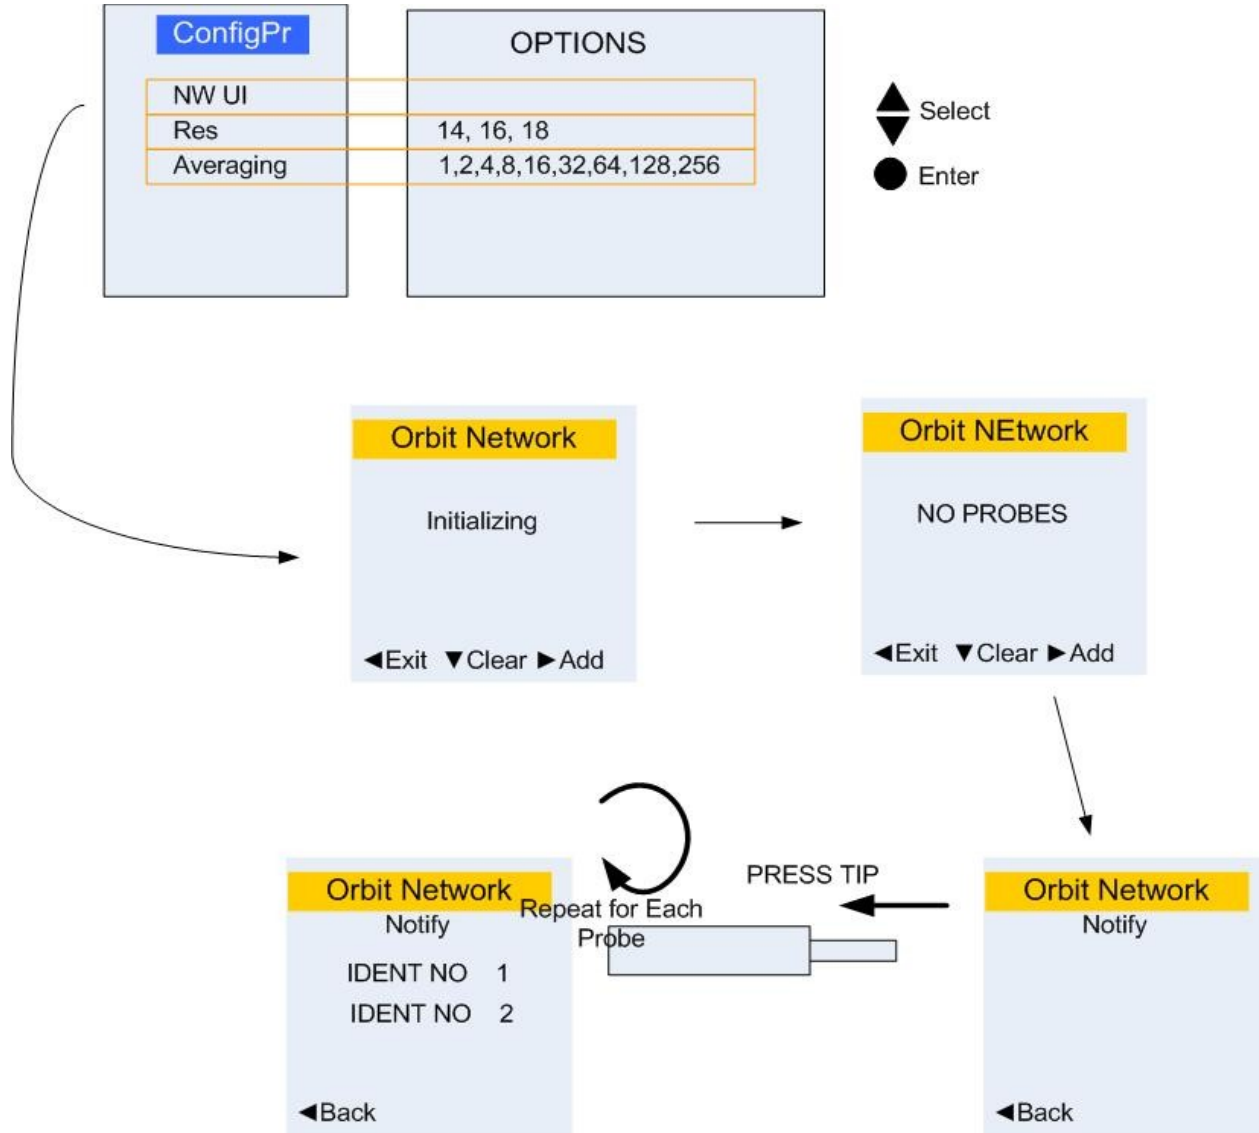 ConfigPr
OPTIONS
NW UI
Res 14, 16, 18
Averaging 1,2,4,8,16,32,64,128,256
Select
Enter
Orbit Network
Initializing
◄Exit ▼Clear ►Add
Orbit NEtwork
NO PROBES
◄Exit ▼Clear ►Add
Orbit Network
Notify
IDENT NO 1
IDENT NO 2
◄Back
Repeat for Each
Probe
PRESS TIP
Orbit Network
Notify
◄Back